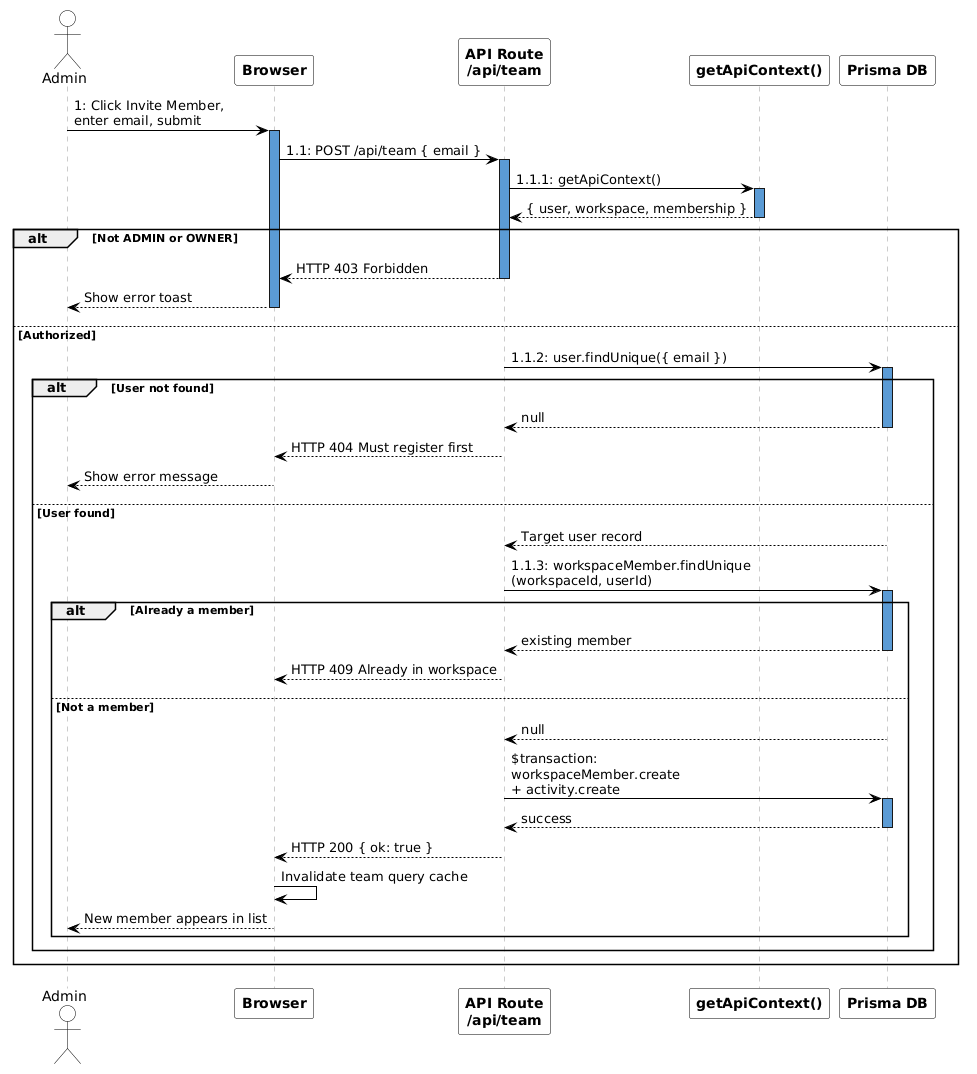 Admin
Browser
API Route
/api/team
getApiContext()
Prisma DB
1: Click Invite Member,
enter email, submit
1.1: POST /api/team { email }
1.1.1: getApiContext()
{ user, workspace, membership }
alt
[Not ADMIN or OWNER]
HTTP 403 Forbidden
Show error toast
[Authorized]
1.1.2: user.findUnique({ email })
alt
[User not found]
null
HTTP 404 Must register first
Show error message
[User found]
Target user record
1.1.3: workspaceMember.findUnique
(workspaceId, userId)
alt
[Already a member]
existing member
HTTP 409 Already in workspace
[Not a member]
null
$transaction:
workspaceMember.create
+ activity.create
success
HTTP 200 { ok: true }
Invalidate team query cache
New member appears in list
Admin
Browser
API Route
/api/team
getApiContext()
Prisma DB